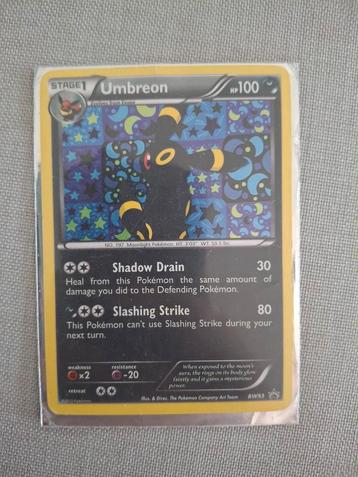 STAGE1 Umbreon HP100
Evolves from Eevee
NO. 197 Moonlight Pokémon HT. 3'03" WT. 59.5 lbs.
Shadow Drain 30
Heal from this Pokémon the same amount of
damage you did to the Defending Pokémon.
Slashing Strike 80
This Pokémon can't use Slashing Strike during your
next turn.
weakness resistance
×2 -20
retreat
When exposed to the moon's
aura, the rings on its body glow
faintly and it gains a mysterious
power.
Illus. & Direc. The Pokémon Company Art Team BW93